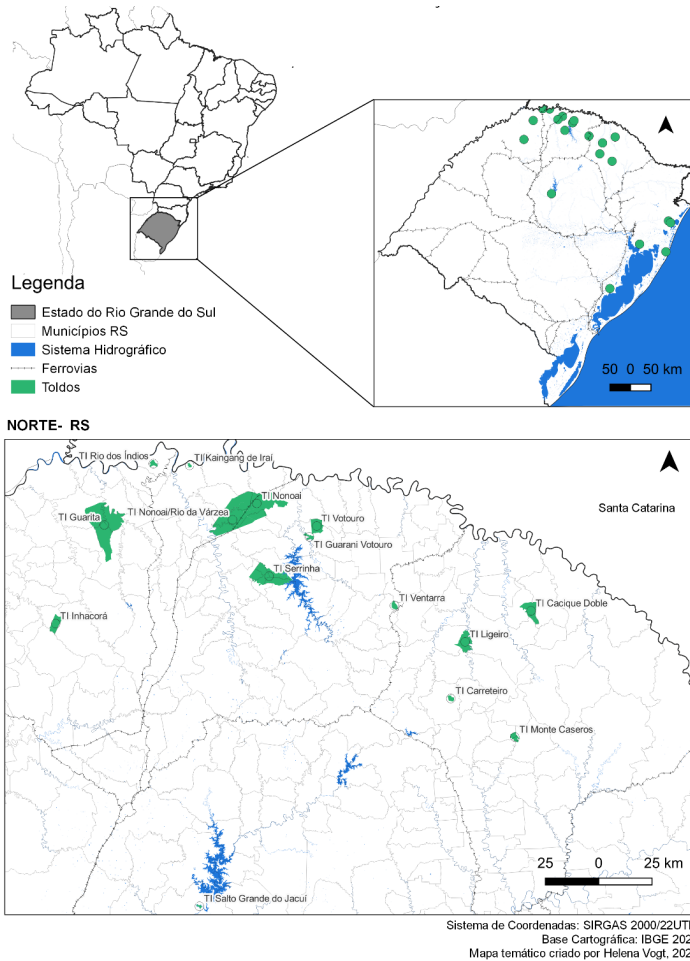 Legenda
Estado do Rio Grande do Sul
Municípios RS
Sistema Hidrográfico
Ferrovias
Toldos
50 0 50 km
NORTE- RS
TI Rio dos Índios
TI Kaingang de Iraí
TI Nonoai
TI Guarita
TI Nonoai/Rio da Várzea
TI Votouro
Santa Catarina
TI Guarani Votouro
TI Serrinha
TI Ventarra
TI Cacique Doble
TI Inhacorá
TI Ligeiro
TI Carreteiro
TI Monte Caseros
25 0 25 km
TI Salto Grande do Jacuí
Sistema de Coordenadas: SIRGAS 2000/22UT
Base Cartográfica: IBGE 202
Mapa temático criado por Helena Vogt, 202